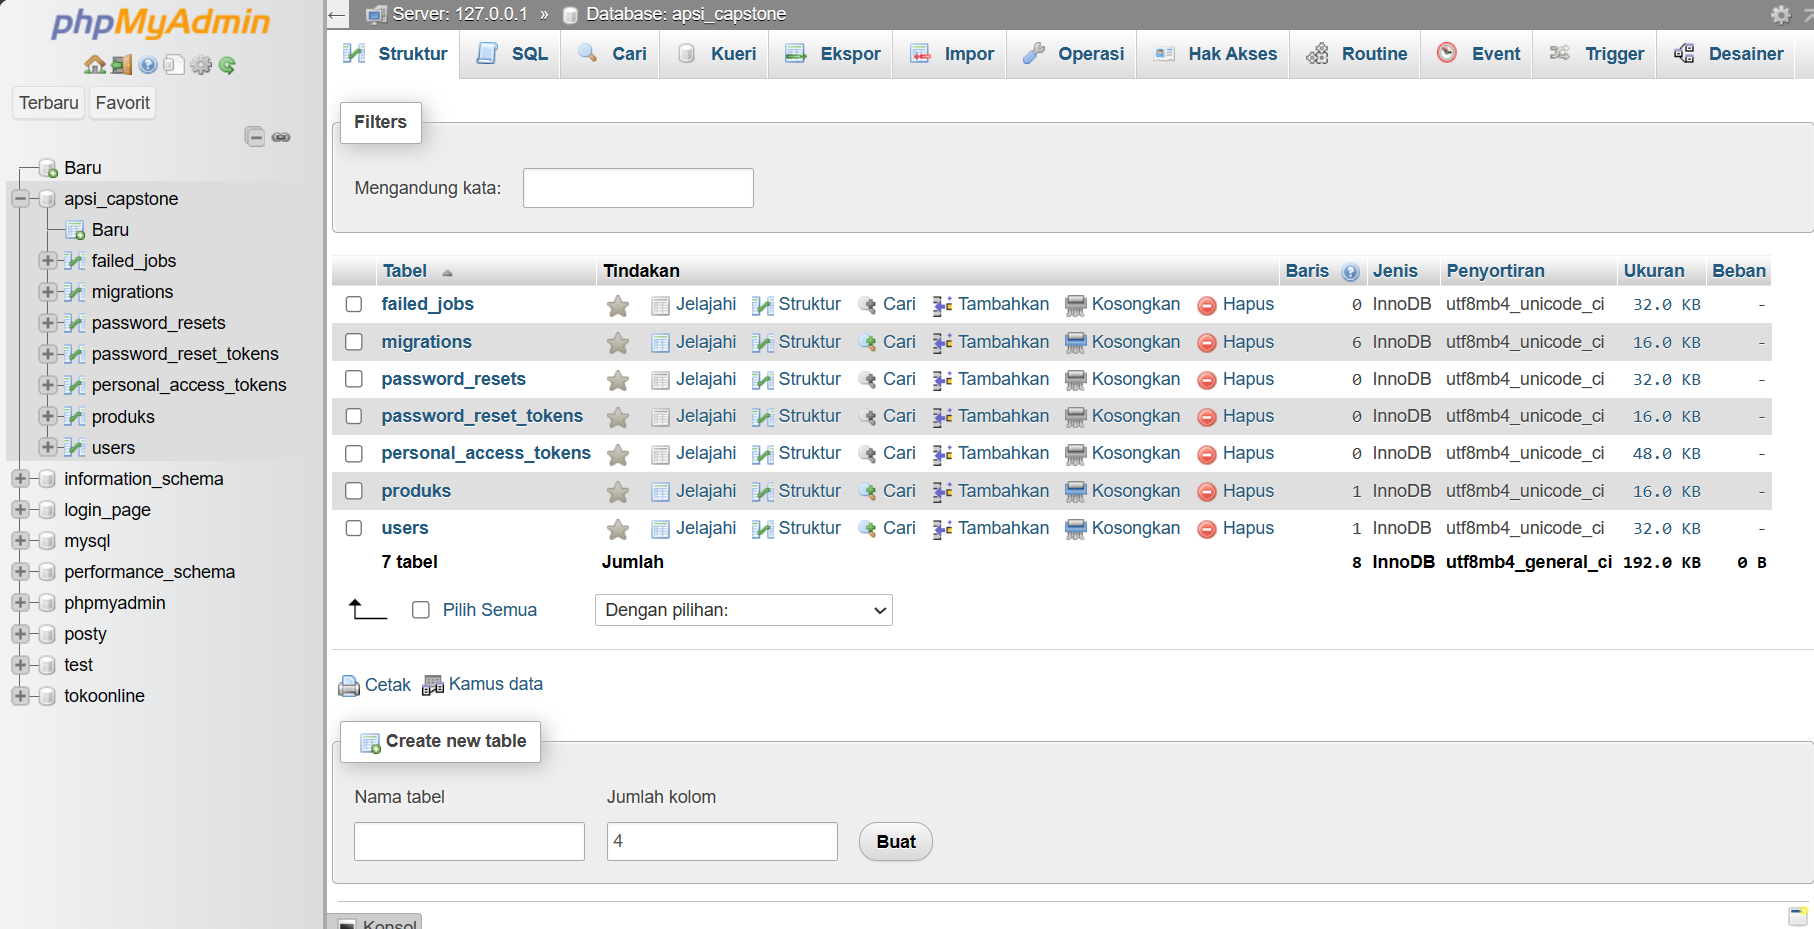 phpMyAdmin
Terbaru Favorit
Baru
apsi_capstone
Baru
failed_jobs
migrations
password_resets
password_reset_tokens
personal_access_tokens
produks
users
information_schema
login_page
mysql
performance_schema
phpmyadmin
posty
test
tokoonline
← Server: 127.0.0.1 » Database: apsi_capstone
Struktur SQL Cari Kueri Ekspor Impor Operasi Hak Akses Routine Event Trigger Desainer
Filters
Mengandung kata:
Tabel Tindakan Baris Jenis Penyortiran Ukuran Beban
failed_jobs Jelajahi Struktur Cari Tambahkan Kosongkan Hapus 0 InnoDB utf8mb4_unicode_ci 32.0 KB -
migrations Jelajahi Struktur Cari Tambahkan Kosongkan Hapus 6 InnoDB utf8mb4_unicode_ci 16.0 KB -
password_resets Jelajahi Struktur Cari Tambahkan Kosongkan Hapus 0 InnoDB utf8mb4_unicode_ci 32.0 KB -
password_reset_tokens Jelajahi Struktur Cari Tambahkan Kosongkan Hapus 0 InnoDB utf8mb4_unicode_ci 16.0 KB -
personal_access_tokens Jelajahi Struktur Cari Tambahkan Kosongkan Hapus 0 InnoDB utf8mb4_unicode_ci 48.0 KB -
produks Jelajahi Struktur Cari Tambahkan Kosongkan Hapus 1 InnoDB utf8mb4_unicode_ci 16.0 KB -
users Jelajahi Struktur Cari Tambahkan Kosongkan Hapus 1 InnoDB utf8mb4_unicode_ci 32.0 KB -
7 tabel Jumlah 8 InnoDB utf8mb4_general_ci 192.0 KB 0 B
Pilih Semua Dengan pilihan:
Cetak Kamus data
Create new table
Nama tabel Jumlah kolom
4 Buat
Konsol